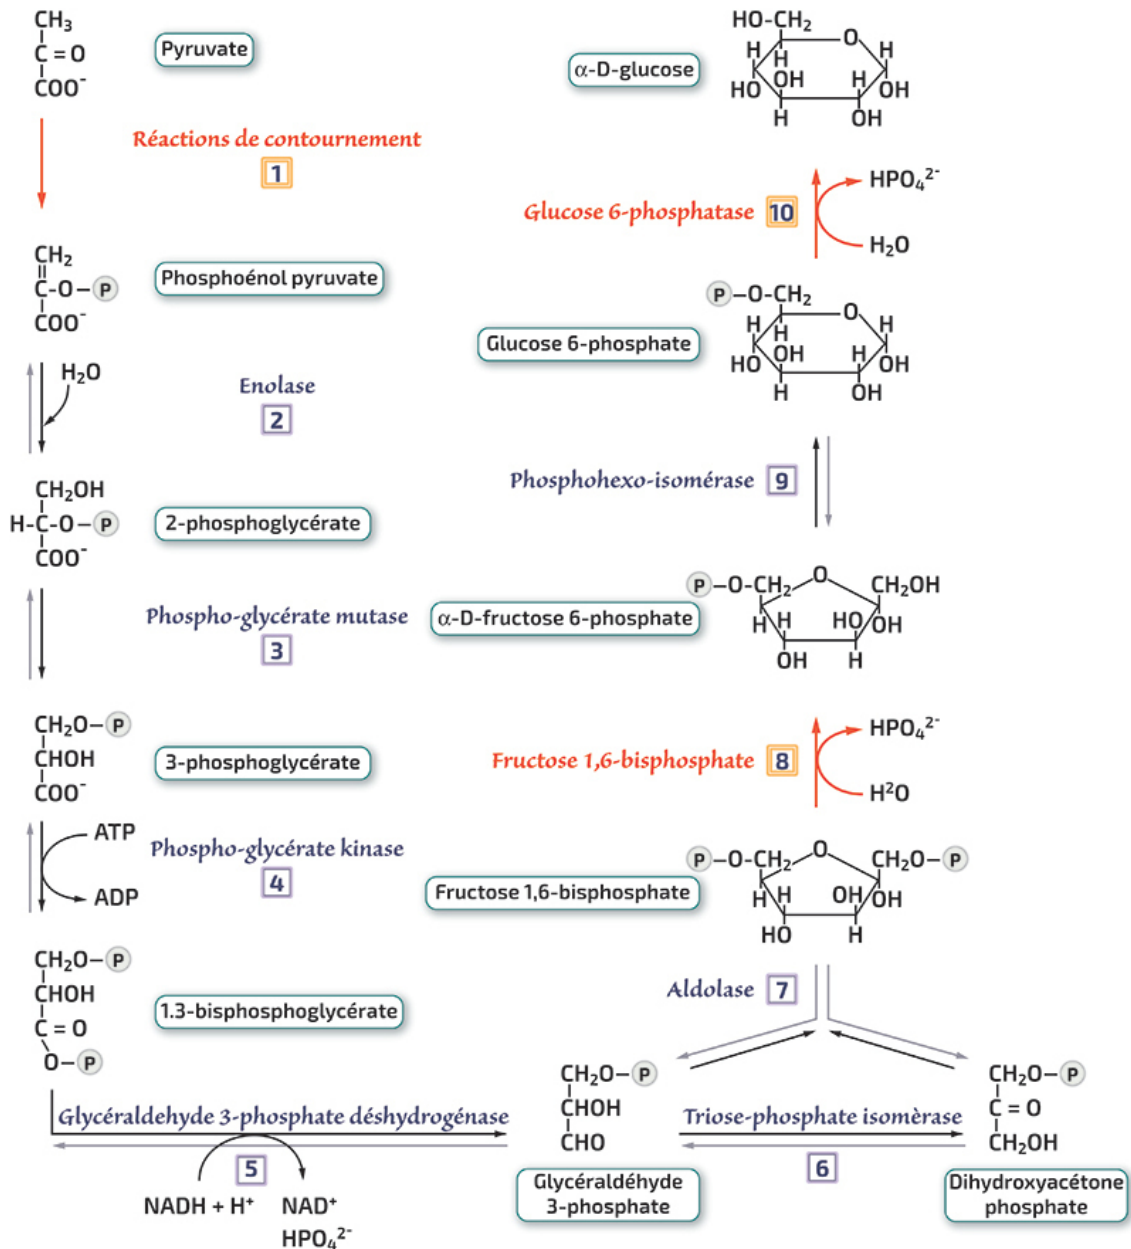 CH₃
C = O
COO⁻
Pyruvate
Réactions de contournement
1
CH₂
C-O-P
COO⁻
Phosphoénol pyruvate
H₂O
Enolase
2
CH₂OH
H-C-O-P
COO⁻
2-phosphoglycérate
Phospho-glycérate mutase
3
CH₂O-P
CHOH
COO⁻
3-phosphoglycérate
ATP
ADP
Phospho-glycérate kinase
4
CH₂O-P
CHOH
C = O
O-P
1.3-bisphosphoglycérate
Glycéraldehyde 3-phosphate déshydrogénase
5
NADH + H⁺
NAD⁺
HPO₄²⁻
CH₂O-P
CHOH
CHO
Glycéraldéhyde
3-phosphate
Triose-phosphate isomèrase
6
CH₂O-P
C = O
CH₂OH
Dihydroxyacétone
phosphate
Aldolase
7
P-O-CH₂
O
CH₂O-P
H
H
OH
OH
HO
H
Fructose 1,6-bisphosphate
Fructose 1,6-bisphosphate
8
HPO₄²⁻
H²O
P-O-CH₂
O
CH₂OH
H
H
HO
OH
OH
H
α-D-fructose 6-phosphate
Phosphohexo-isomérase
9
P-O-CH₂
O
H
H
H
HO
OH
H
OH
H
OH
Glucose 6-phosphate
Glucose 6-phosphatase
10
HPO₄²⁻
H₂O
HO-CH₂
O
H
H
H
HO
OH
H
OH
H
OH
α-D-glucose